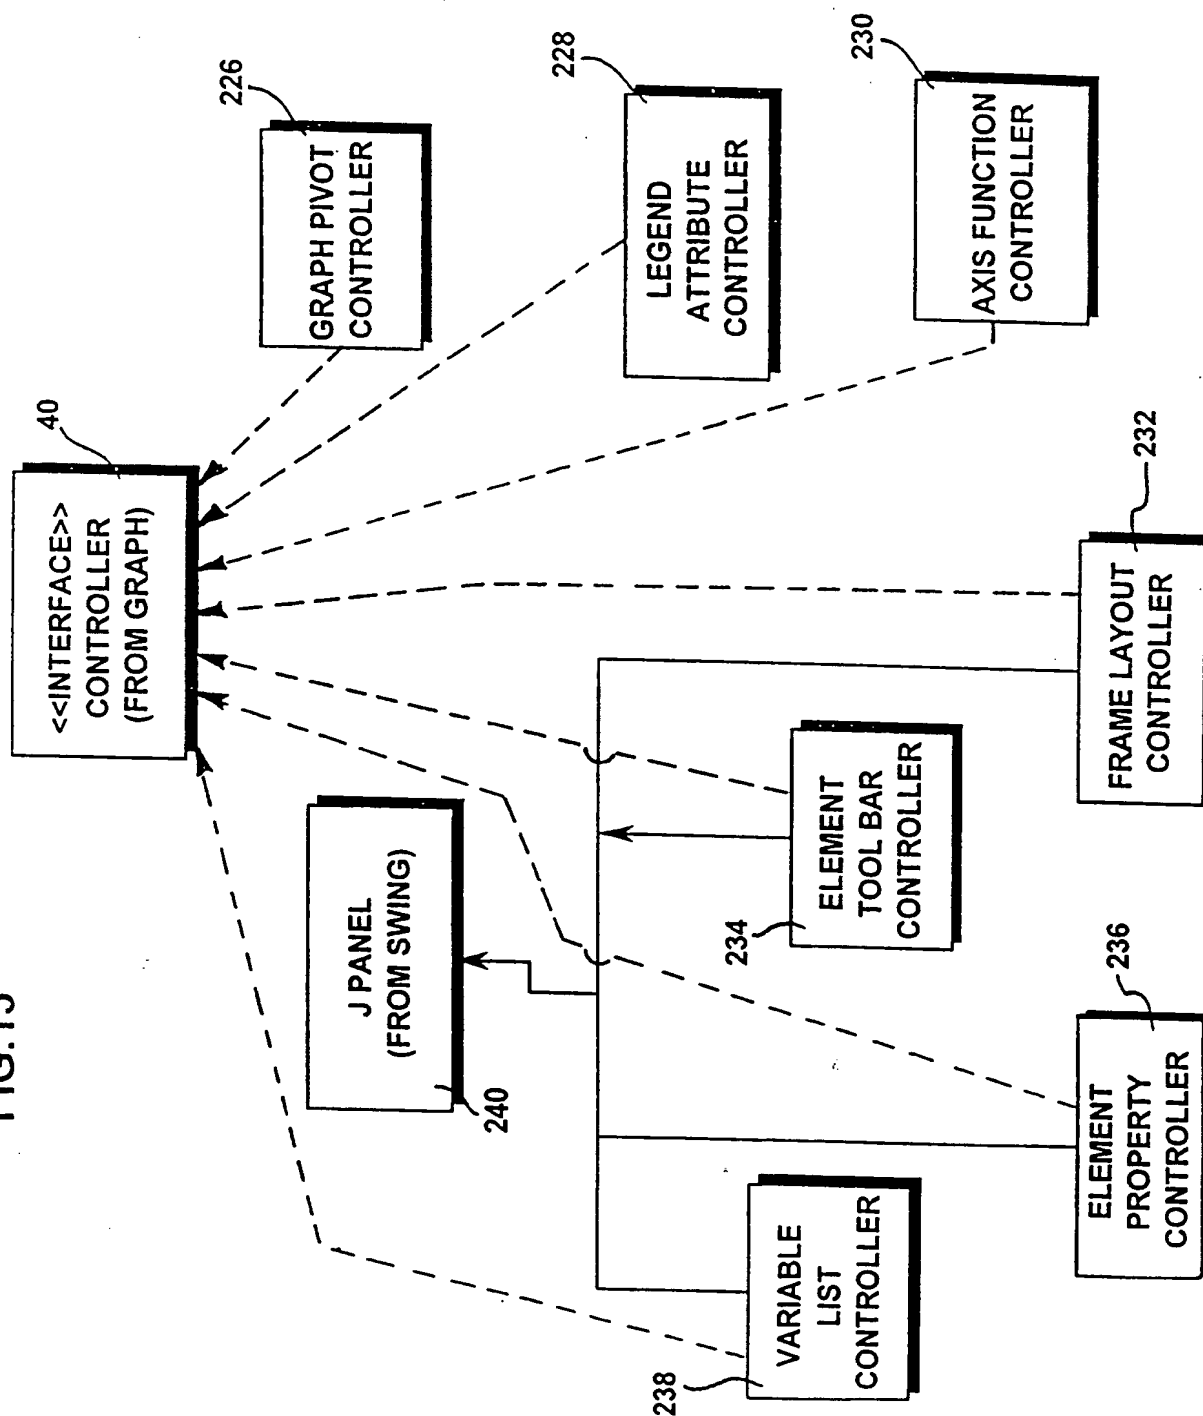 FIG.15
<<INTERFACE>>
CONTROLLER
(FROM GRAPH)
40
GRAPH PIVOT
CONTROLLER
226
LEGEND
ATTRIBUTE
CONTROLLER
228
AXIS FUNCTION
CONTROLLER
230
FRAME LAYOUT
CONTROLLER
232
ELEMENT
TOOL BAR
CONTROLLER
234
ELEMENT
PROPERTY
CONTROLLER
236
VARIABLE
LIST
CONTROLLER
238
J PANEL
(FROM SWING)
240